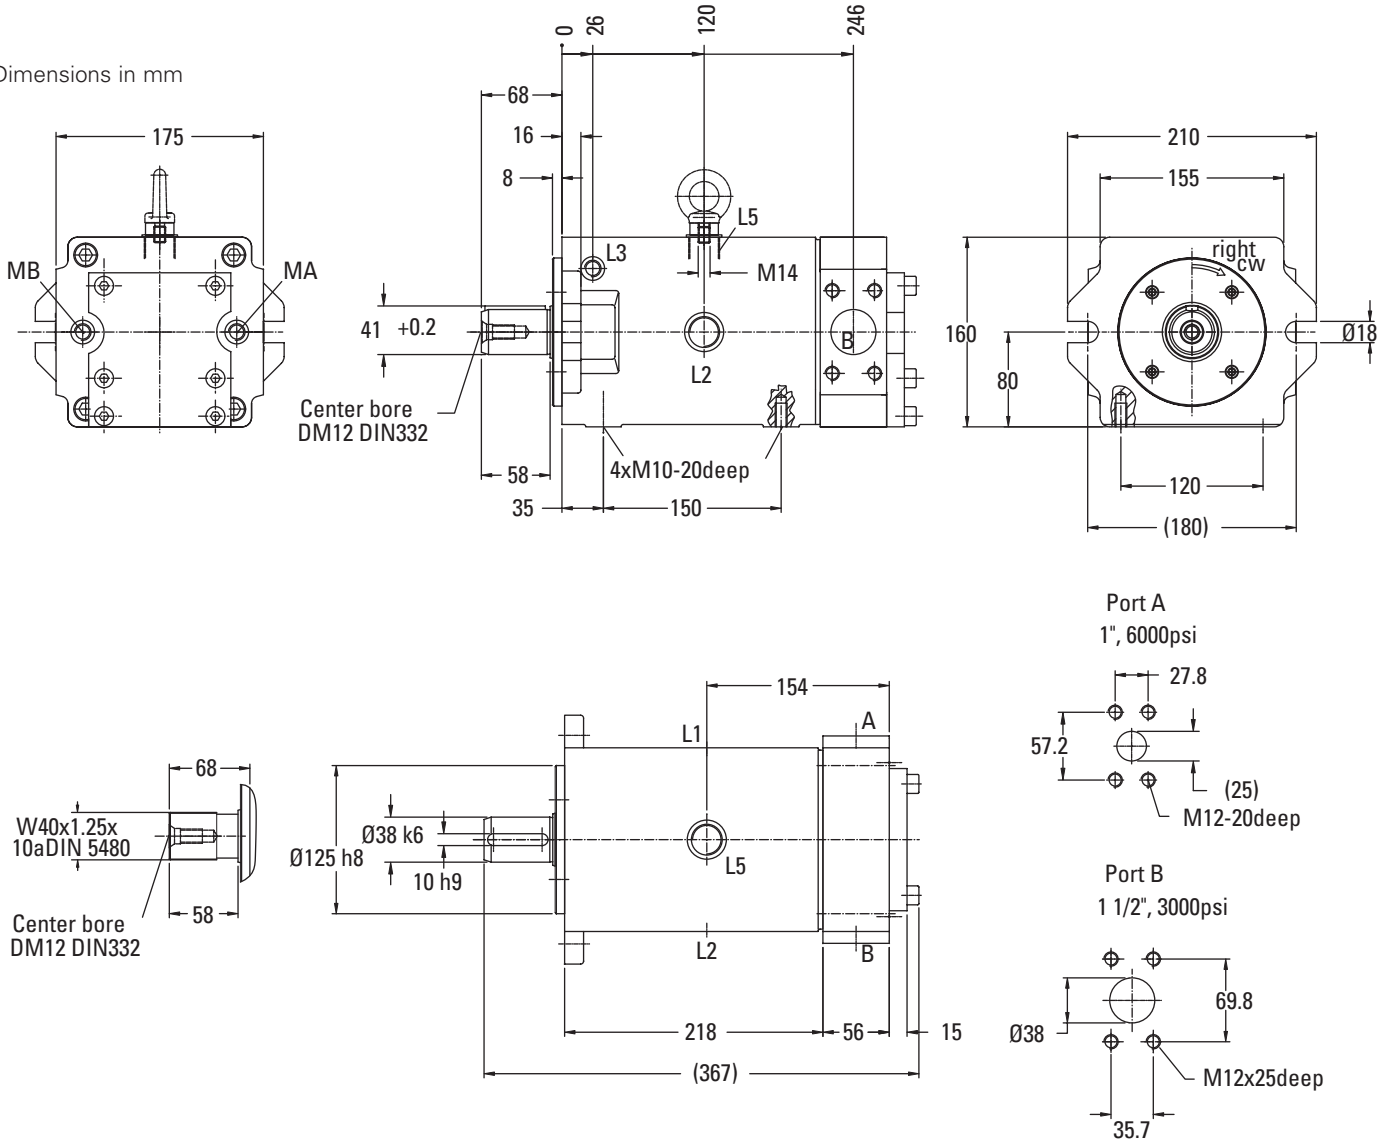 Dimensions in mm
0
26
120
246
68
16
8
175
MB
MA
L3
L5
M14
41 +0.2
B
L2
Center bore
DM12 DIN332
58
4xM10-20deep
35
150
210
155
right
cw
160
80
Ø18
120
(180)
Port A
1", 6000psi
27.8
57.2
(25)
M12-20deep
154
L1
A
68
W40x1.25x
10aDIN 5480
58
Center bore
DM12 DIN332
Ø38 k6
Ø125 h8
10 h9
L5
L2
B
218
56
15
(367)
Port B
1 1/2", 3000psi
69.8
Ø38
M12x25deep
35.7